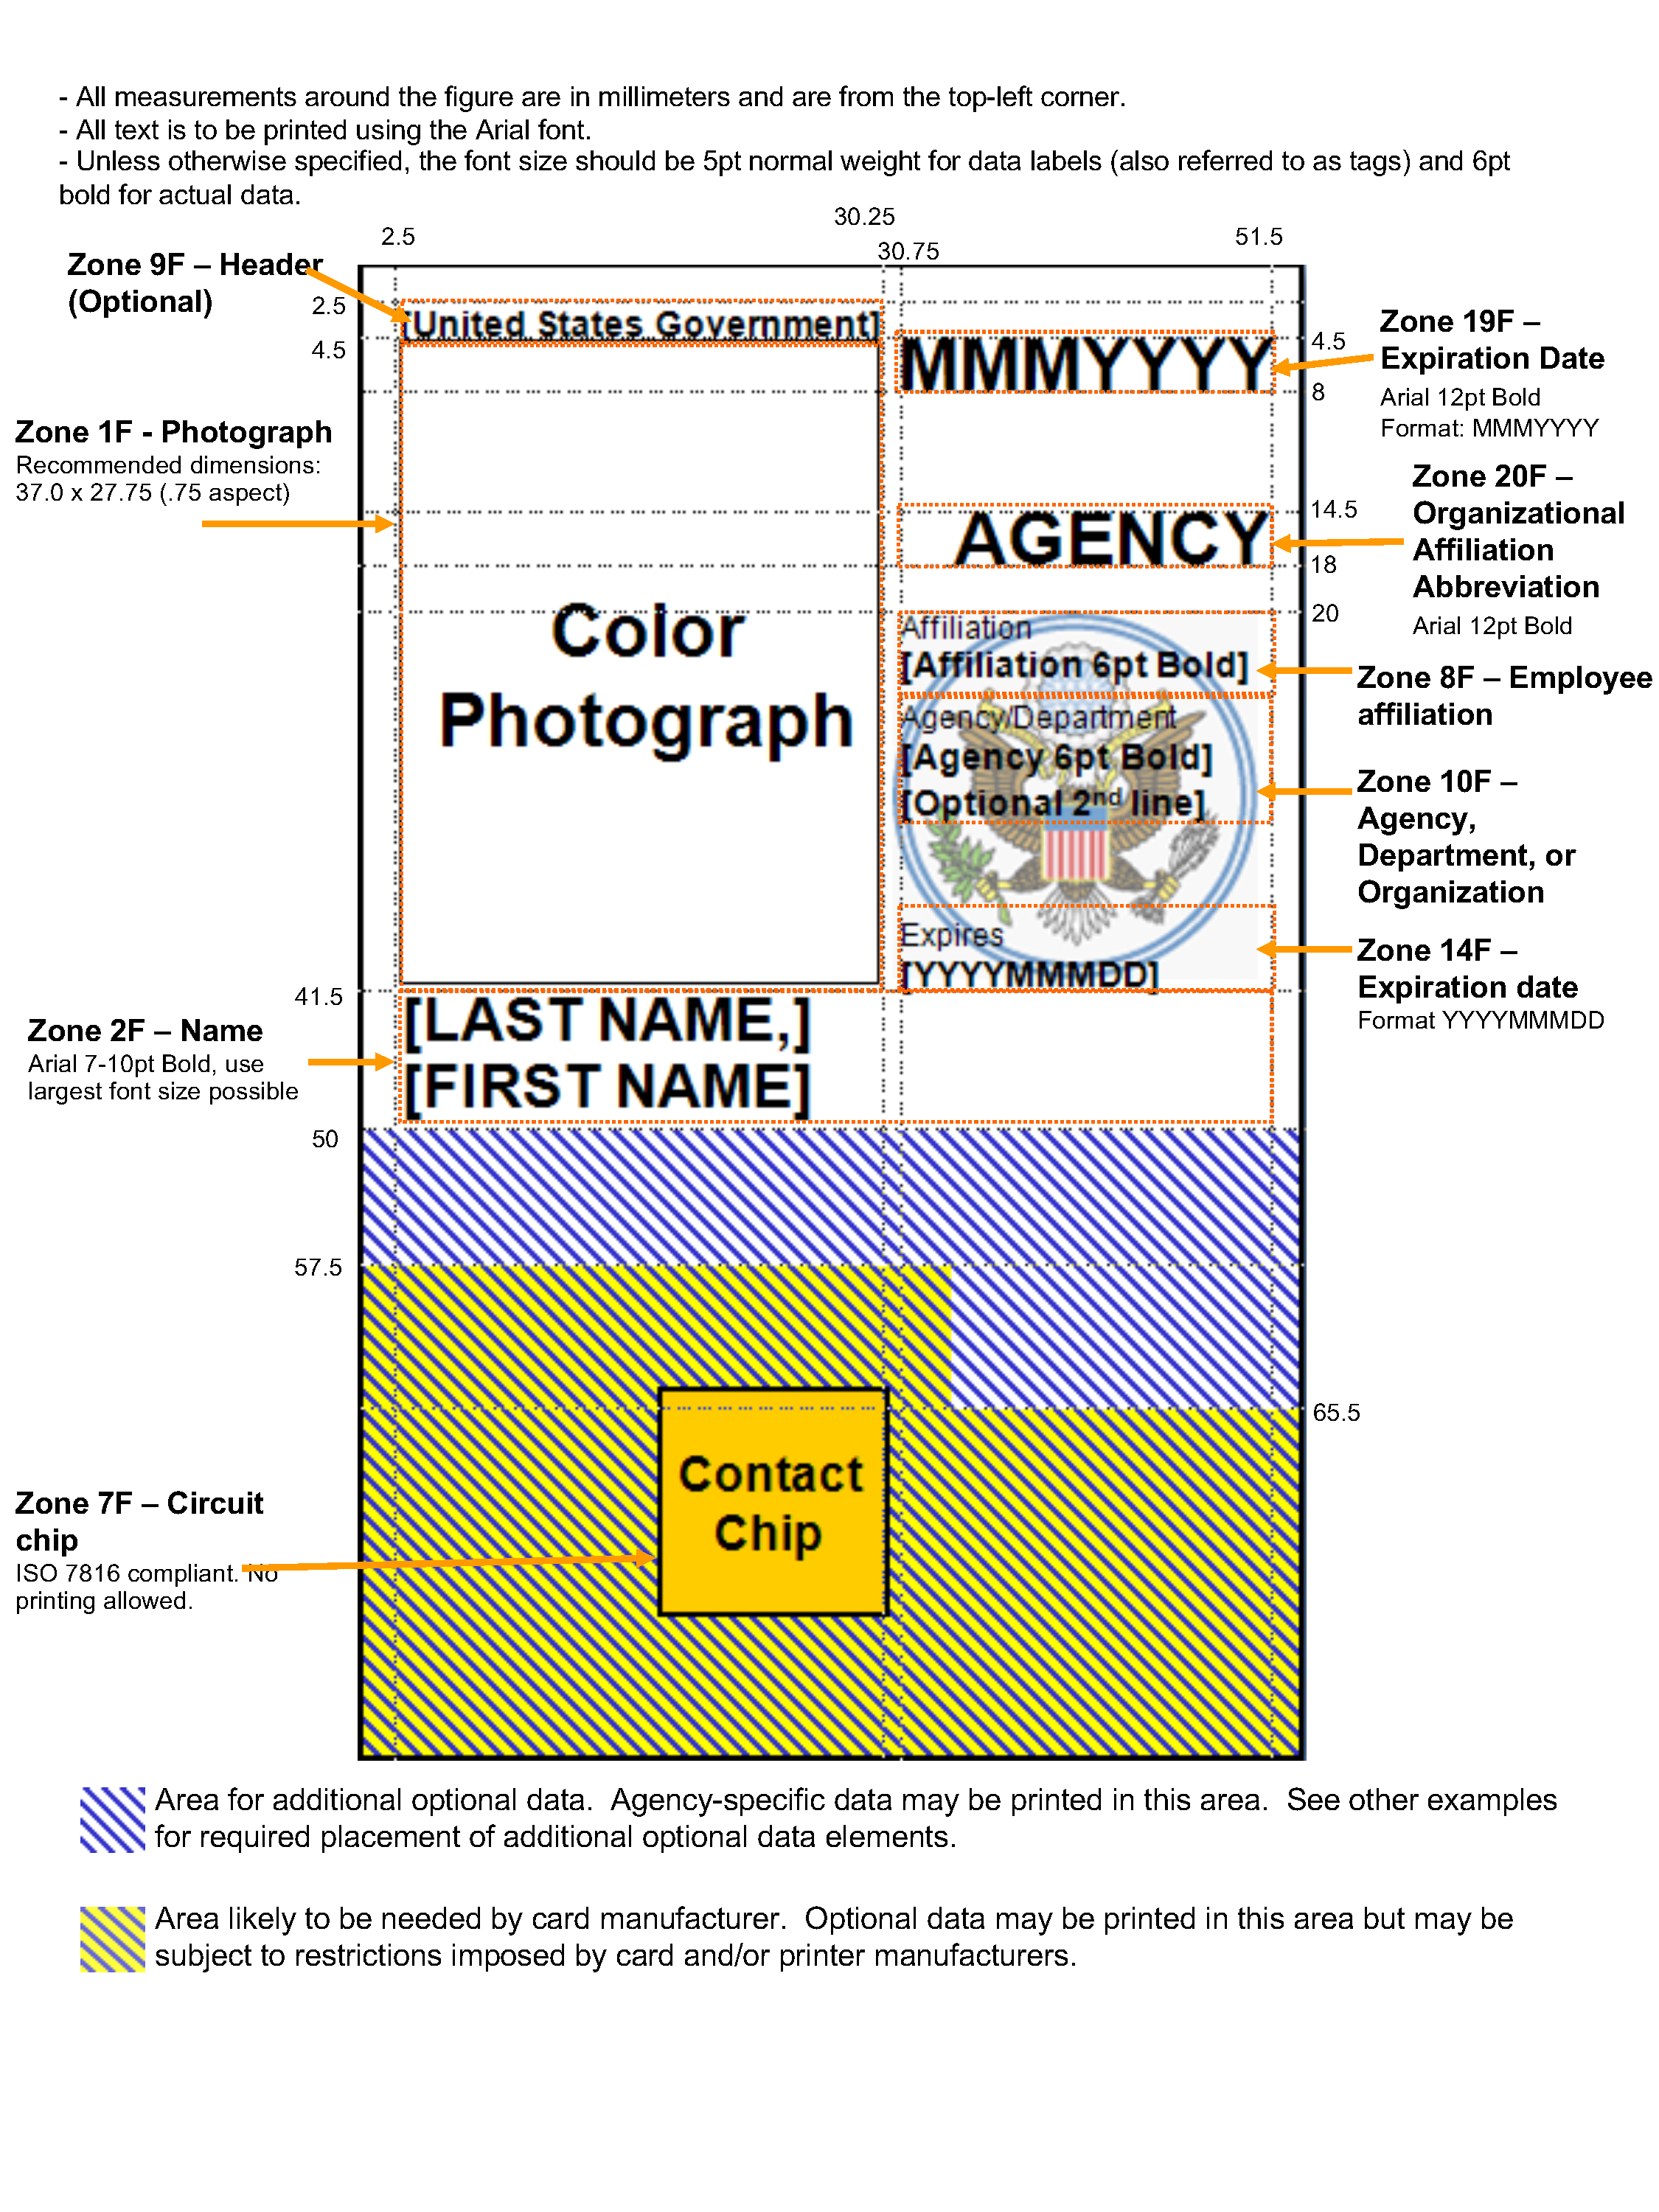 - All measurements around the figure are in millimeters and are from the top-left corner.
- All text is to be printed using the Arial font.
- Unless otherwise specified, the font size should be 5pt normal weight for data labels (also referred to as tags) and 6pt
bold for actual data.
30.25
2.5
51.5
30.75
Zone 9F – Header
(Optional)
2.5
4.5
[United States Government]
MMMYYYY
4.5
8
Zone 19F –
Expiration Date
Arial 12pt Bold
Format: MMMYYYY
Zone 1F - Photograph
Recommended dimensions:
37.0 x 27.75 (.75 aspect)
AGENCY
14.5
18
Zone 20F –
Organizational
Affiliation
Abbreviation
Arial 12pt Bold
Color
Photograph
20
Affiliation
[Affiliation 6pt Bold]
Zone 8F – Employee
affiliation
Agency/Department
[Agency 6pt Bold]
[Optional 2nd line]
Zone 10F –
Agency,
Department, or
Organization
Expires
[YYYYMMMDD]
Zone 14F –
Expiration date
Format YYYYMMMDD
41.5
Zone 2F – Name
Arial 7-10pt Bold, use
largest font size possible
[LAST NAME,]
[FIRST NAME]
50
57.5
65.5
Contact
Chip
Zone 7F – Circuit
chip
ISO 7816 compliant. No
printing allowed.
Area for additional optional data.  Agency-specific data may be printed in this area.  See other examples
for required placement of additional optional data elements.
Area likely to be needed by card manufacturer.  Optional data may be printed in this area but may be
subject to restrictions imposed by card and/or printer manufacturers.